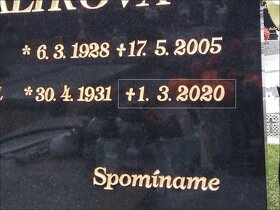 * 6. 3. 1928 +17. 5. 2005
* 30. 4. 1931 +1. 3. 2020
Spomíname